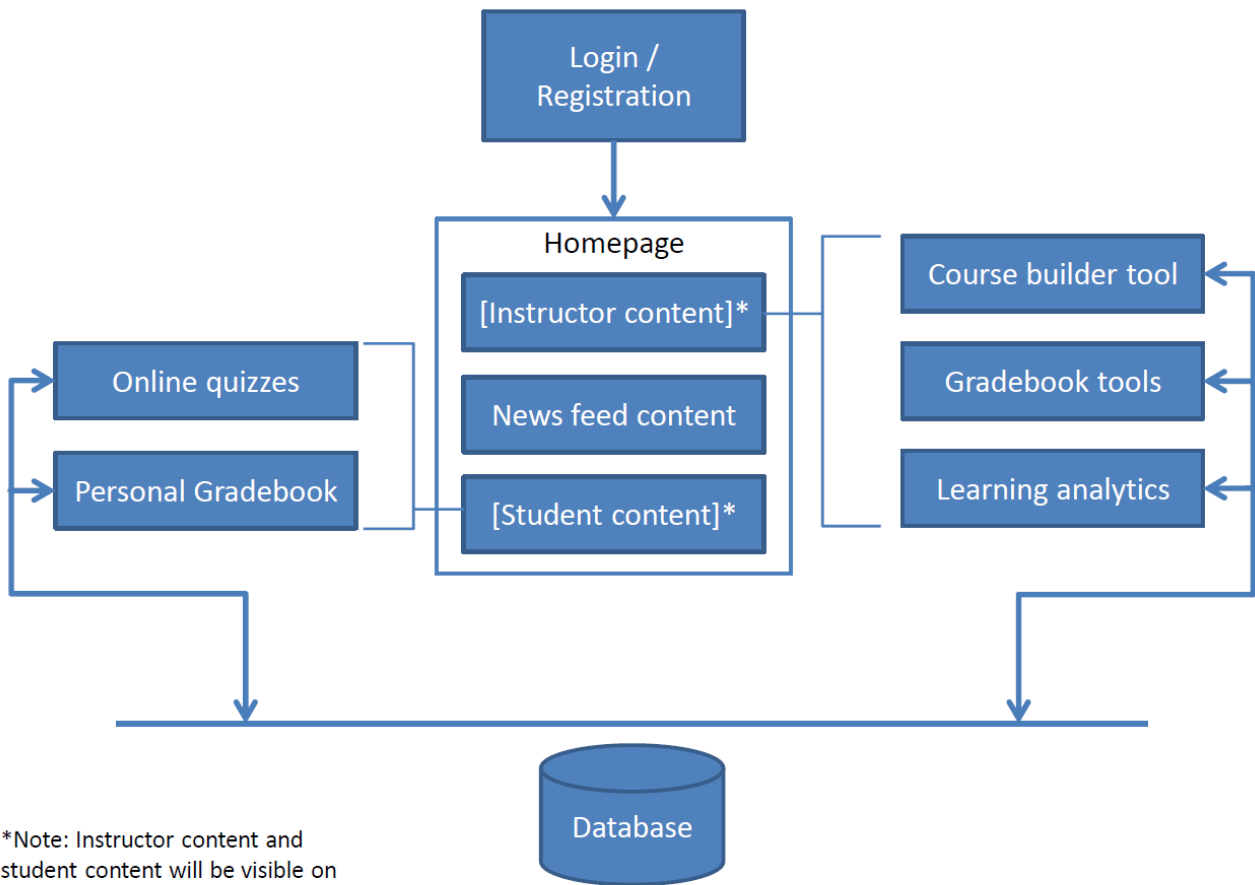 Login /
Registration
Homepage
[Instructor content]*
News feed content
[Student content]*
Online quizzes
Personal Gradebook
Course builder tool
Gradebook tools
Learning analytics
Database
*Note: Instructor content and
student content will be visible on